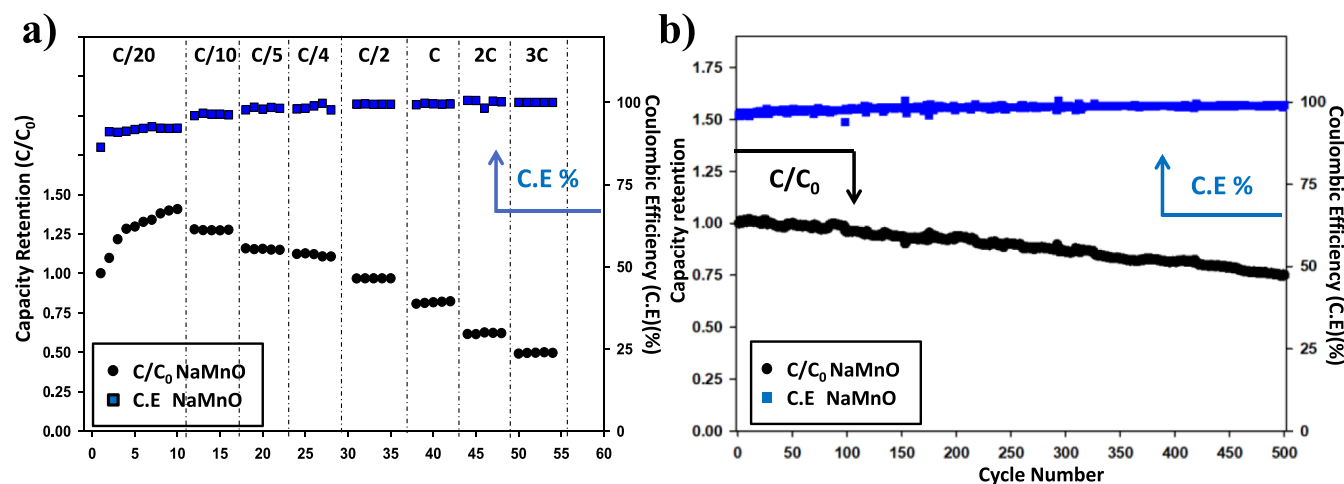 a)
C/20 C/10 C/5 C/4 C/2 C 2C 3C
Capacity Retention (C/C0)
1.50
1.25
1.00
0.75
0.50
0.25
0.00
100
75
50
25
0
Coulombic Efficiency (C.E)(%)
C.E %
C/C0 NaMnO
C.E NaMnO
0 5 10 15 20 25 30 35 40 45 50 55 60
b)
Capacity retention
1.75
1.50
1.25
1.00
0.75
0.50
0.25
0.00
100
75
50
25
0
Coulombic Efficiency (C.E)(%)
C/C0
C.E %
C/C0 NaMnO
C.E NaMnO
0 50 100 150 200 250 300 350 400 450 500
Cycle Number